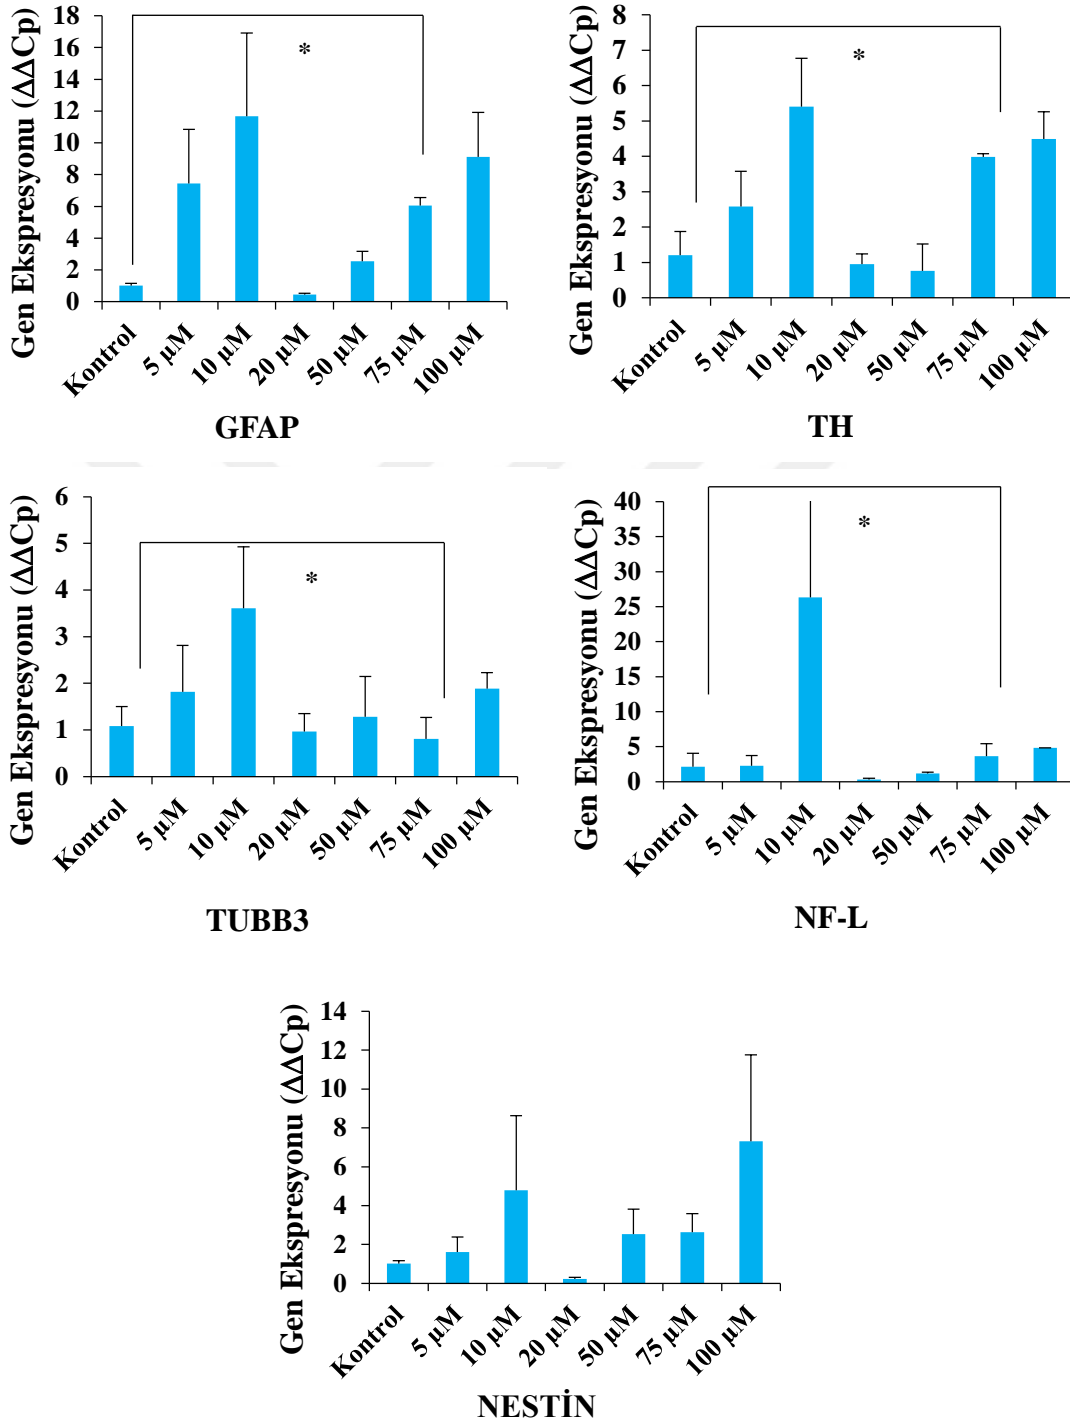 Gen Ekspresyonu (ΔΔCp)
18
16
14
12
10
8
6
4
2
0
*
Kontrol
5 µM
10 µM
20 µM
50 µM
75 µM
100 µM
GFAP
Gen Ekspresyonu (ΔΔCp)
8
7
6
5
4
3
2
1
0
*
Kontrol
5 µM
10 µM
20 µM
50 µM
75 µM
100 µM
TH
Gen Ekspresyonu (ΔΔCp)
6
5
4
3
2
1
0
*
Kontrol
5 µM
10 µM
20 µM
50 µM
75 µM
100 µM
TUBB3
Gen Ekspresyonu (ΔΔCp)
40
35
30
25
20
15
10
5
0
*
Kontrol
5 µM
10 µM
20 µM
50 µM
75 µM
100 µM
NF-L
Gen Ekspresyonu (ΔΔCp)
14
12
10
8
6
4
2
0
Kontrol
5 µM
10 µM
20 µM
50 µM
75 µM
100 µM
NESTİN